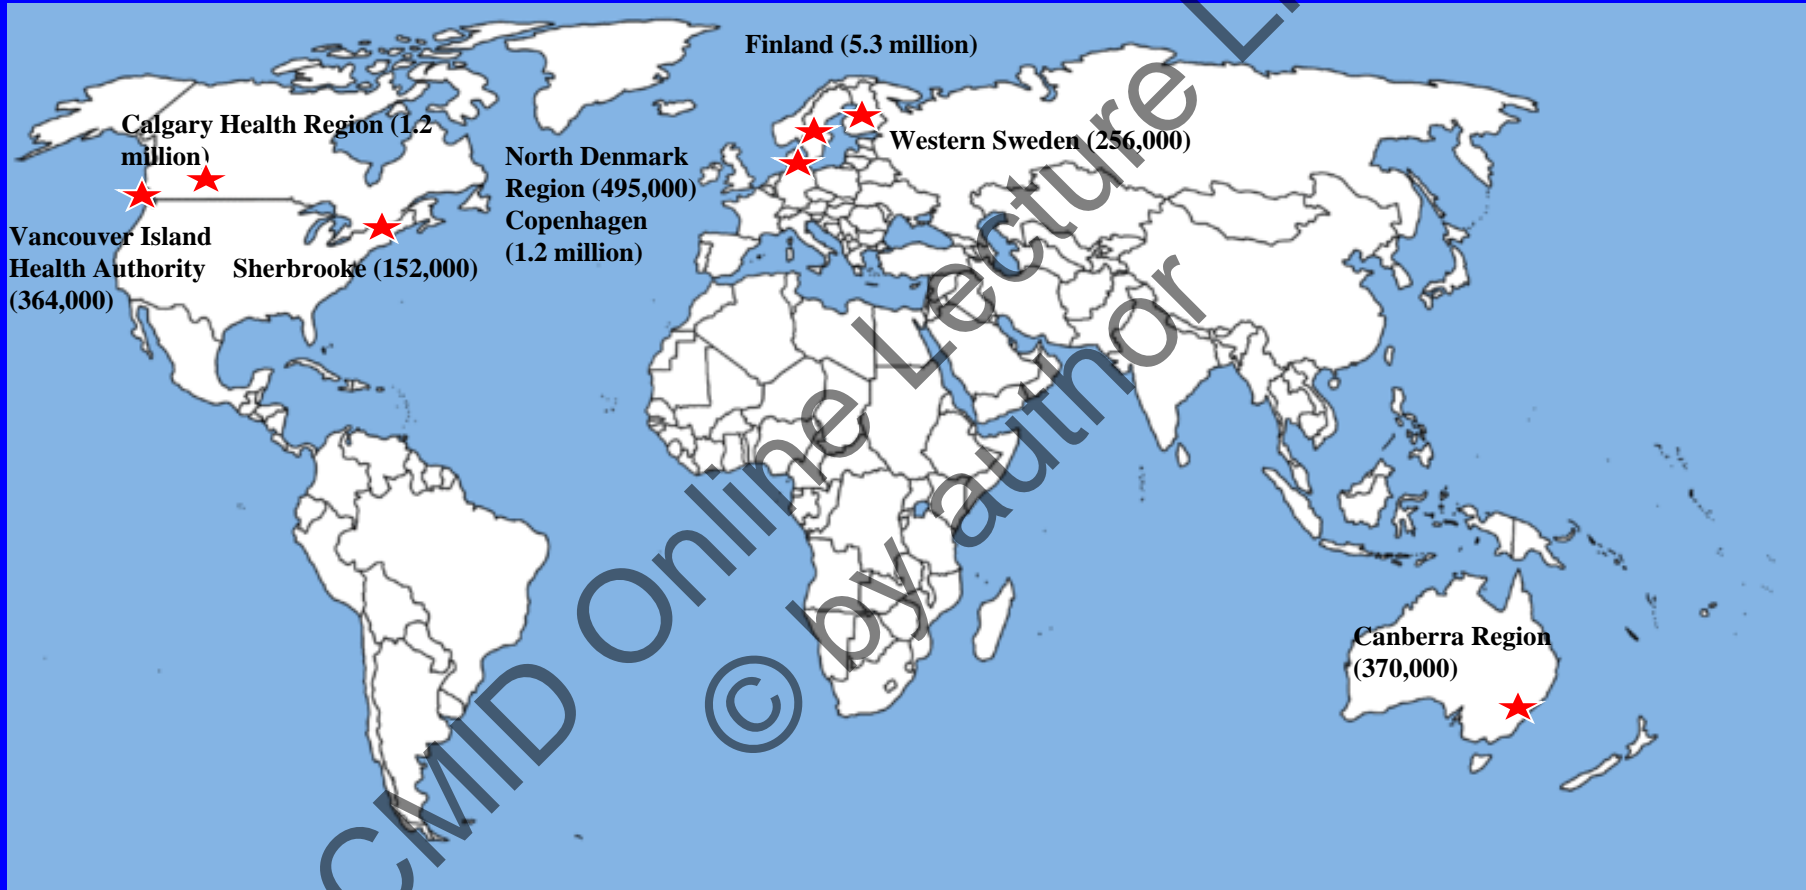 Finland (5.3 million)
Calgary Health Region (1.2
million)
Western Sweden (256,000)
North Denmark
Region (495,000)
Copenhagen
(1.2 million)
Vancouver Island
Health Authority
(364,000)
Sherbrooke (152,000)
Canberra Region
(370,000)
CMID Online Lecture Li
© by author